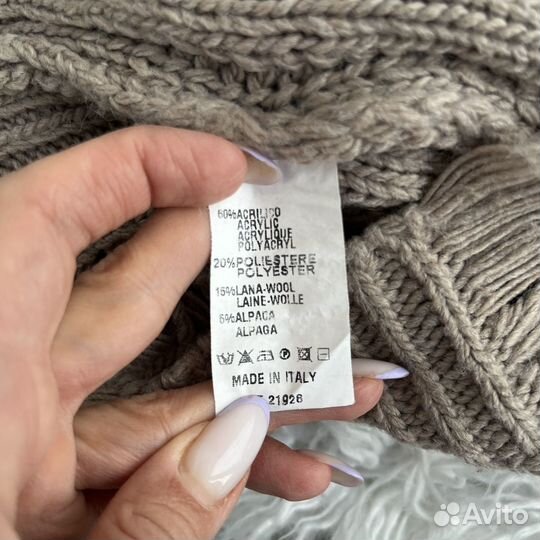 60%ACRILICO
ACRYLIC
ACRYLIQUE
POLYACRYL
20%POLIESTERE
POLYESTER
15%LANA-WOOL
LAINE-WOLLE
5%ALPACA
ALPAGA
MADE IN ITALY
21926
Avito